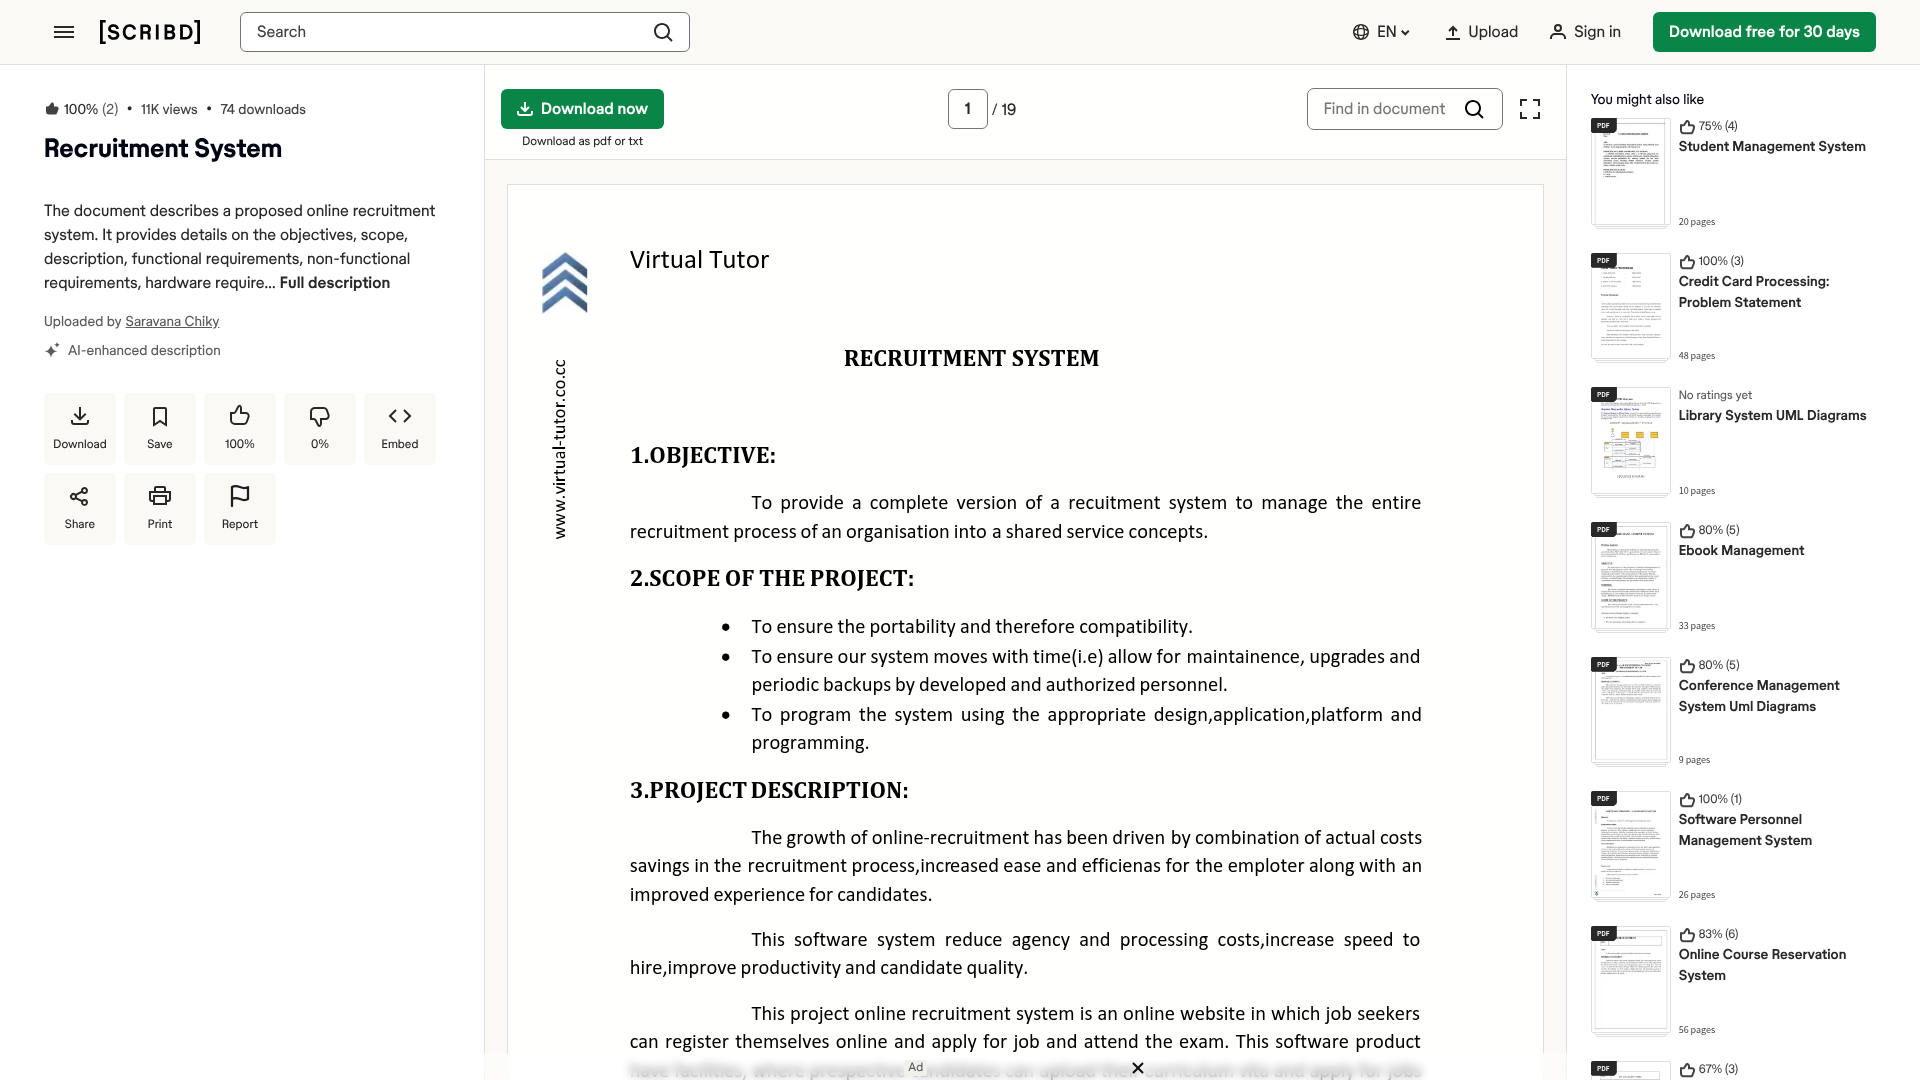 [SCRIBD]
Search
EN
Upload
Sign in
Download free for 30 days
100% (2) • 11K views • 74 downloads
Recruitment System
The document describes a proposed online recruitment
system. It provides details on the objectives, scope,
description, functional requirements, non-functional
requirements, hardware require... Full description
Uploaded by Saravana Chiky
AI-enhanced description
Download
Save
100%
0%
Embed
Share
Print
Report
Download now
Download as pdf or txt
1 / 19
Find in document
Virtual Tutor
www.virtual-tutor.co.cc
RECRUITMENT SYSTEM
1.OBJECTIVE:
To provide a complete version of a recuitment system to manage the entire
recruitment process of an organisation into a shared service concepts.
2.SCOPE OF THE PROJECT:
• To ensure the portability and therefore compatibility.
• To ensure our system moves with time(i.e) allow for maintainence, upgrades and
periodic backups by developed and authorized personnel.
• To program the system using the appropriate design,application,platform and
programming.
3.PROJECT DESCRIPTION:
The growth of online-recruitment has been driven by combination of actual costs
savings in the recruitment process,increased ease and efficienas for the emploter along with an
improved experience for candidates.
This software system reduce agency and processing costs,increase speed to
hire,improve productivity and candidate quality.
This project online recruitment system is an online website in which job seekers
can register themselves online and apply for job and attend the exam. This software product
have facilities, where prospective candidates can upload their curriculum vita and apply for jobs
Ad
You might also like
PDF
75% (4)
Student Management System
20 pages
PDF
100% (3)
Credit Card Processing:
Problem Statement
48 pages
PDF
No ratings yet
Library System UML Diagrams
10 pages
PDF
80% (5)
Ebook Management
33 pages
PDF
80% (5)
Conference Management
System Uml Diagrams
9 pages
PDF
100% (1)
Software Personnel
Management System
26 pages
PDF
83% (6)
Online Course Reservation
System
56 pages
PDF
67% (3)